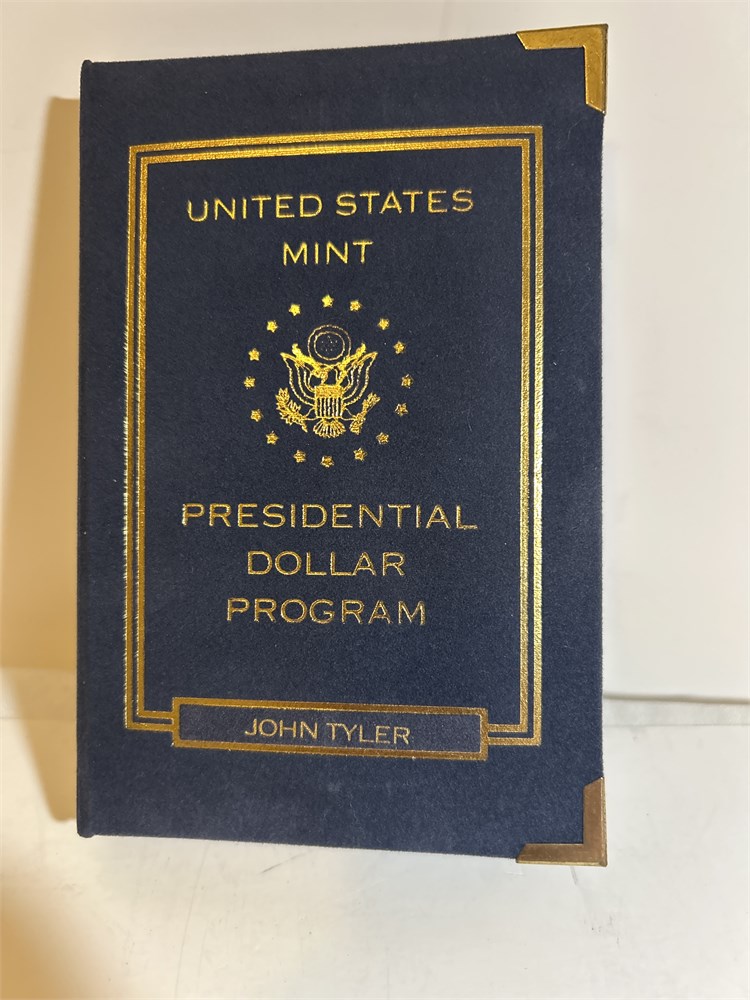 UNITED STATES
MINT
PRESIDENTIAL
DOLLAR
PROGRAM
JOHN TYLER